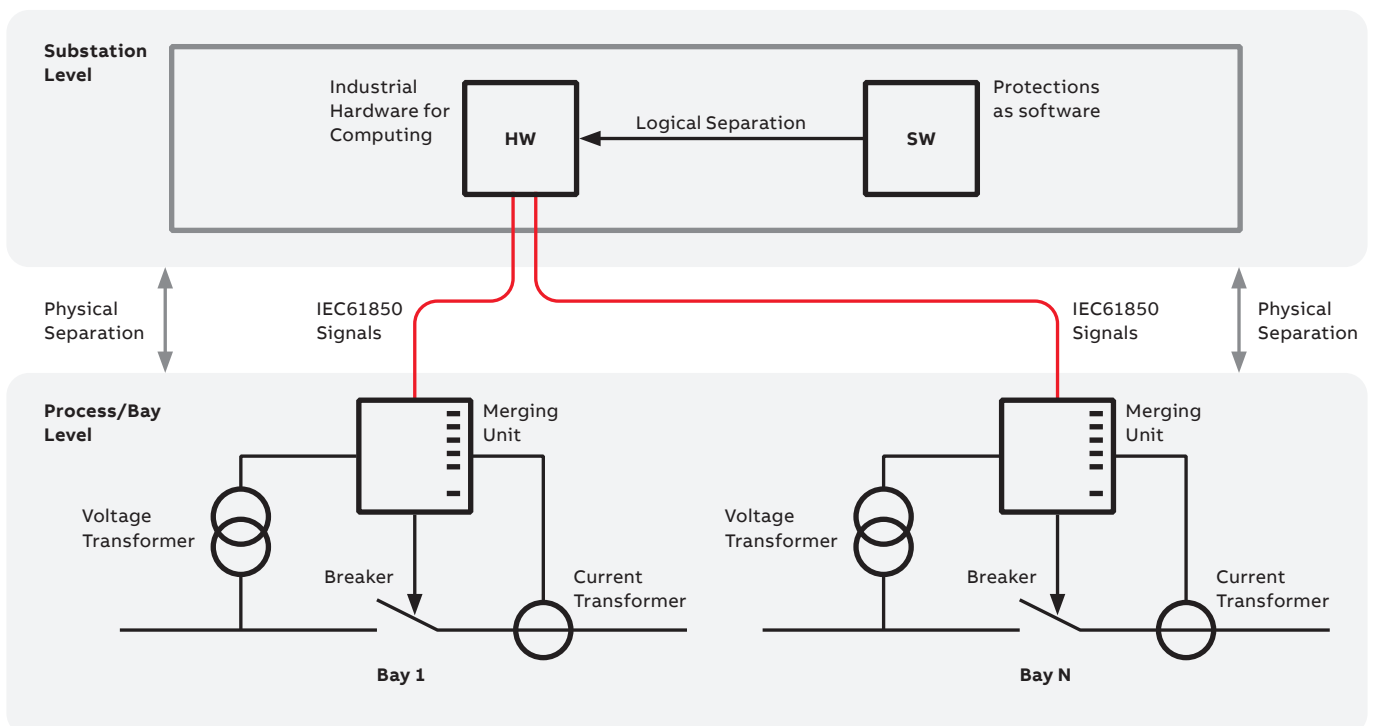 Substation
Level
Industrial
Hardware for
Computing
HW
Logical Separation
SW
Protections
as software
Physical
Separation
IEC61850
Signals
IEC61850
Signals
Physical
Separation
Process/Bay
Level
Merging
Unit
Voltage
Transformer
Breaker
Current
Transformer
Bay 1
Merging
Unit
Voltage
Transformer
Breaker
Current
Transformer
Bay N